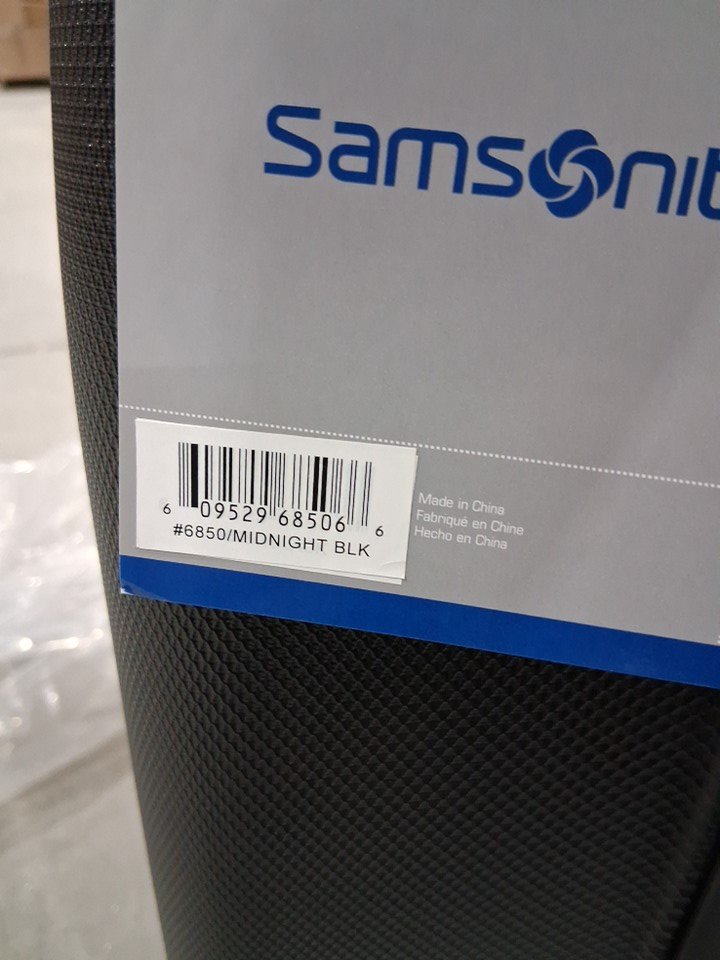 Samsonit
6 09529 68506 6
#6850/MIDNIGHT BLK
Made in China
Fabriqué en Chine
Hecho en China